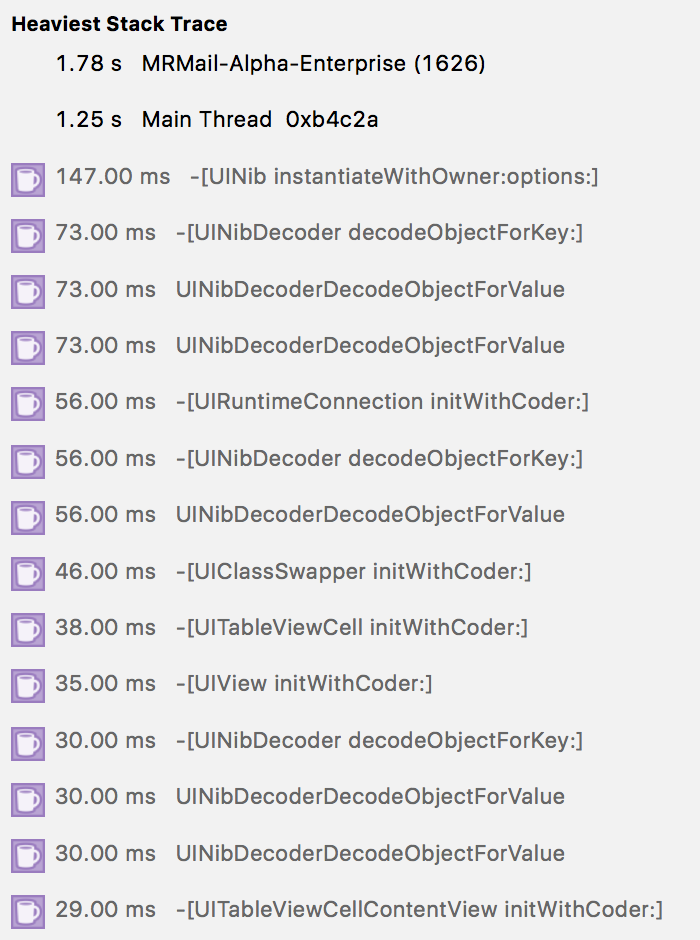 Heaviest Stack Trace
1.78 s MRMail-Alpha-Enterprise (1626)
1.25 s Main Thread 0xb4c2a
147.00 ms -[UINib instantiateWithOwner:options:]
73.00 ms -[UINibDecoder decodeObjectForKey:]
73.00 ms UINibDecoderDecodeObjectForValue
73.00 ms UINibDecoderDecodeObjectForValue
56.00 ms -[UIRuntimeConnection initWithCoder:]
56.00 ms -[UINibDecoder decodeObjectForKey:]
56.00 ms UINibDecoderDecodeObjectForValue
46.00 ms -[UIClassSwapper initWithCoder:]
38.00 ms -[UITableViewCell initWithCoder:]
35.00 ms -[UIView initWithCoder:]
30.00 ms -[UINibDecoder decodeObjectForKey:]
30.00 ms UINibDecoderDecodeObjectForValue
30.00 ms UINibDecoderDecodeObjectForValue
29.00 ms -[UITableViewCellContentView initWithCoder:]